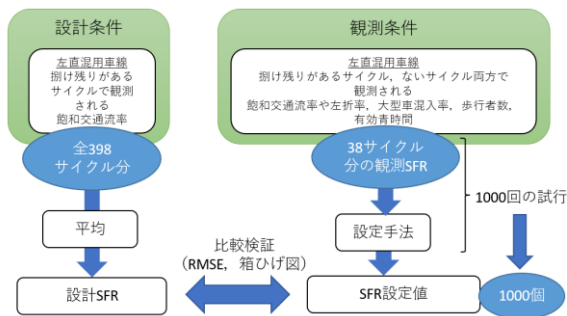 設計条件
左直混用車線
捌け残りがある
サイクルで観測
される
飽和交通流率
全398
サイクル分
平均
設計SFR
観測条件
左直混用車線
捌け残りがあるサイクル，ないサイクル両方で
観測される
飽和交通流率や左折率，大型車混入率，歩行者数，
有効青時間
38サイクル
分の観測SFR
設定手法
1000回の試行
比較検証
（RMSE，箱ひげ図）
SFR設定値
1000個